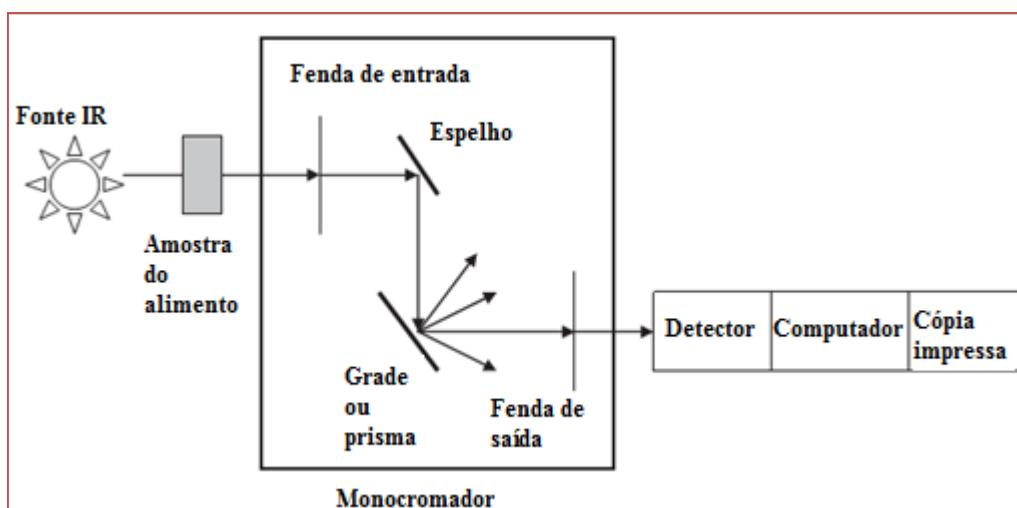 Fonte IR
Amostra
do
alimento
Fenda de entrada
Espelho
Grade
ou
prisma
Fenda de
saída
Monocromador
Detector
Computador
Cópia
impressa